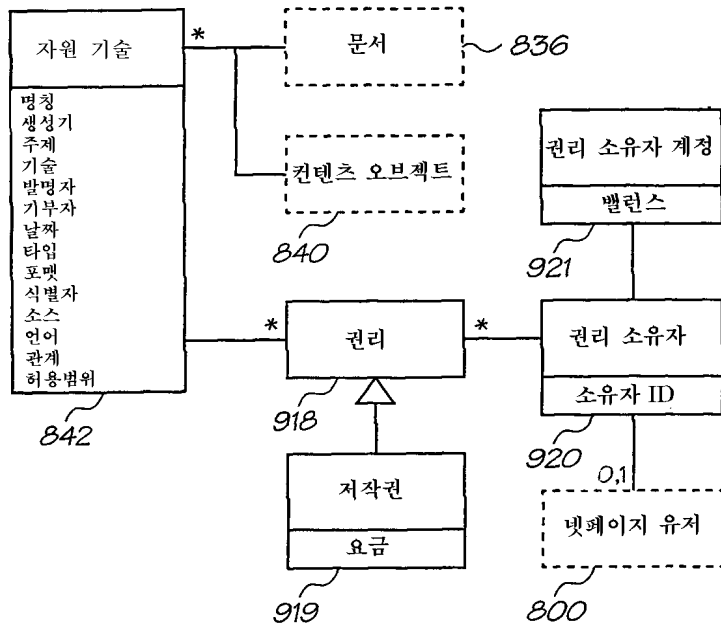 자원 기술
*
명칭
생성기
주제
기술
발명자
기부자
날짜
타입
포맷
식별자
소스
언어
관계
허용범위
842
문서
836
컨텐츠 오브젝트
840
권리 소유자 계정
밸런스
921
*
권리
*
918
권리 소유자
소유자 ID
920
0,1
저작권
요금
919
넷페이지 유저
800